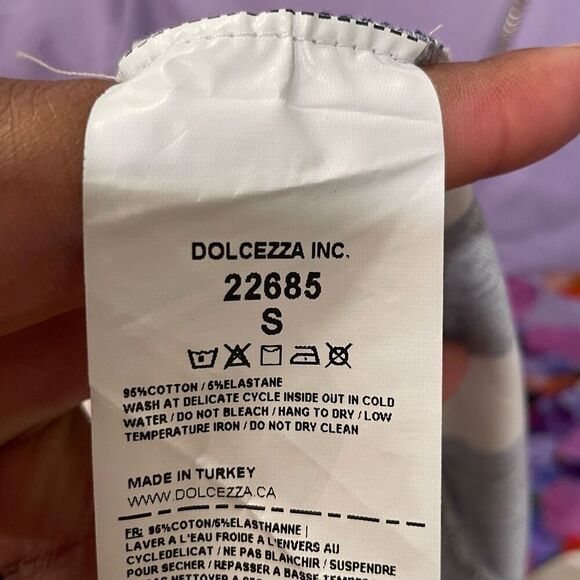 DOLCEZZA INC.
22685
S
95%COTTON / 5%ELASTANE
WASH AT DELICATE CYCLE INSIDE OUT IN COLD
WATER / DO NOT BLEACH / HANG TO DRY / LOW
TEMPERATURE IRON / DO NOT DRY CLEAN
MADE IN TURKEY
WWW.DOLCEZZA.CA
FR: 95%COTON/5%ELASTHANNE |
LAVER A L'EAU FROIDE A L'ENVERS AU
CYCLEDELICAT / NE PAS BLANCHIR / SUSPENDRE
POUR SECHER / REPASSER A BASSE
PAS NETTOYER A